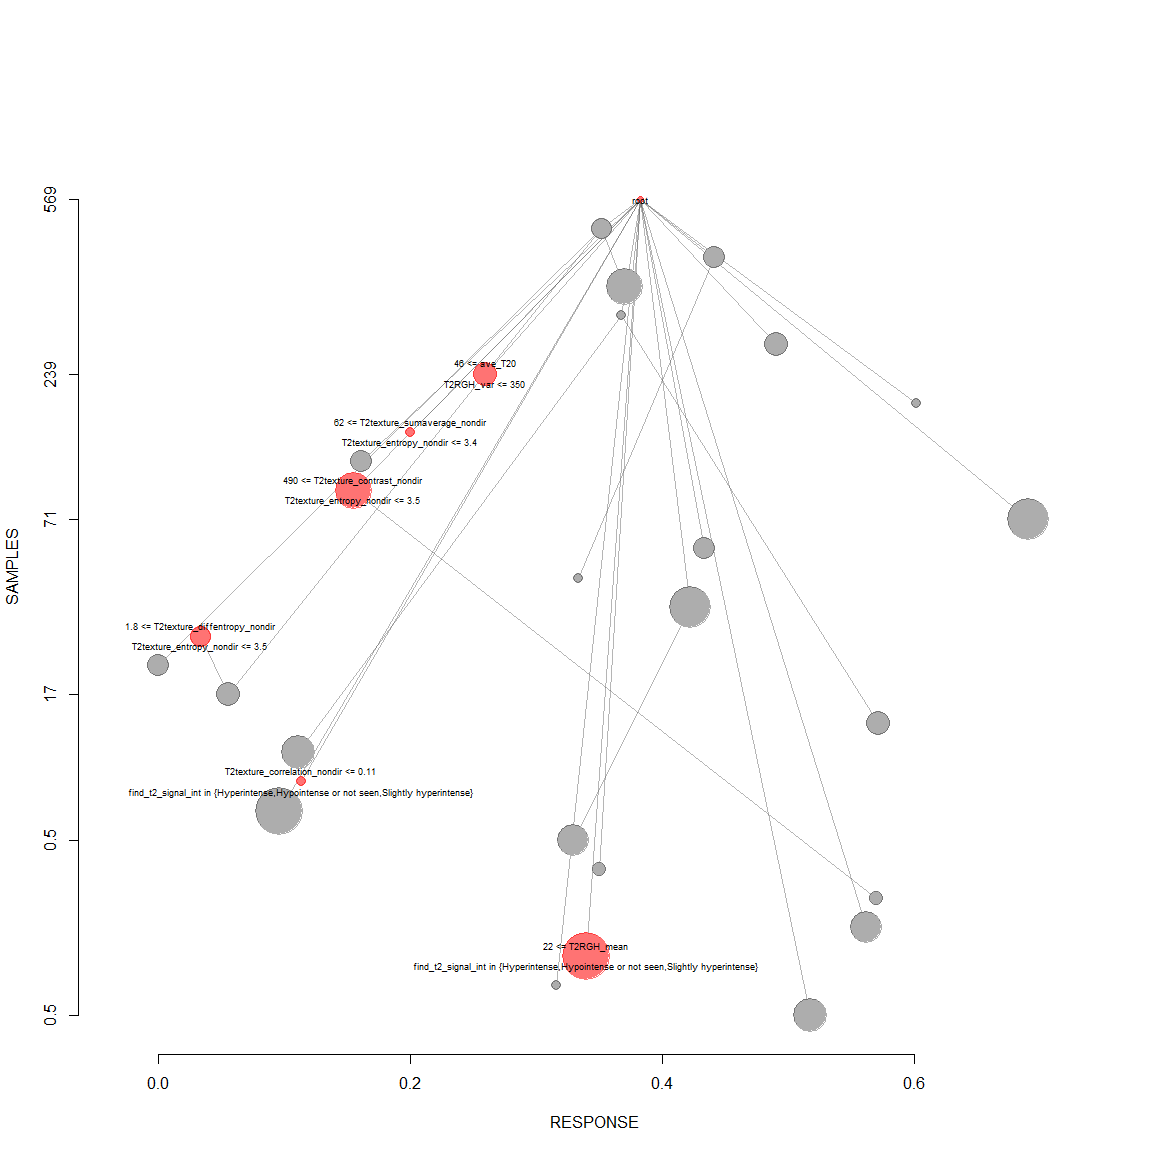 569
root
46 <= ave_T20
239
T2RGH_var <= 350
62 <= T2texture_sumaverage_nondir
T2texture_entropy_nondir <= 3.4
490 <= T2texture_contrast_nondir
T2texture_entropy_nondir <= 3.5
71
SAMPLES
1.8 <= T2texture_diffentropy_nondir
T2texture_entropy_nondir <= 3.5
17
T2texture_correlation_nondir <= 0.11
find_t2_signal_int in {Hyperintense,Hypointense or not seen,Slightly hyperintense}
0.5
22 <= T2RGH_mean
find_t2_signal_int in {Hyperintense,Hypointense or not seen,Slightly hyperintense}
0.5
0.0 0.2 0.4 0.6
RESPONSE